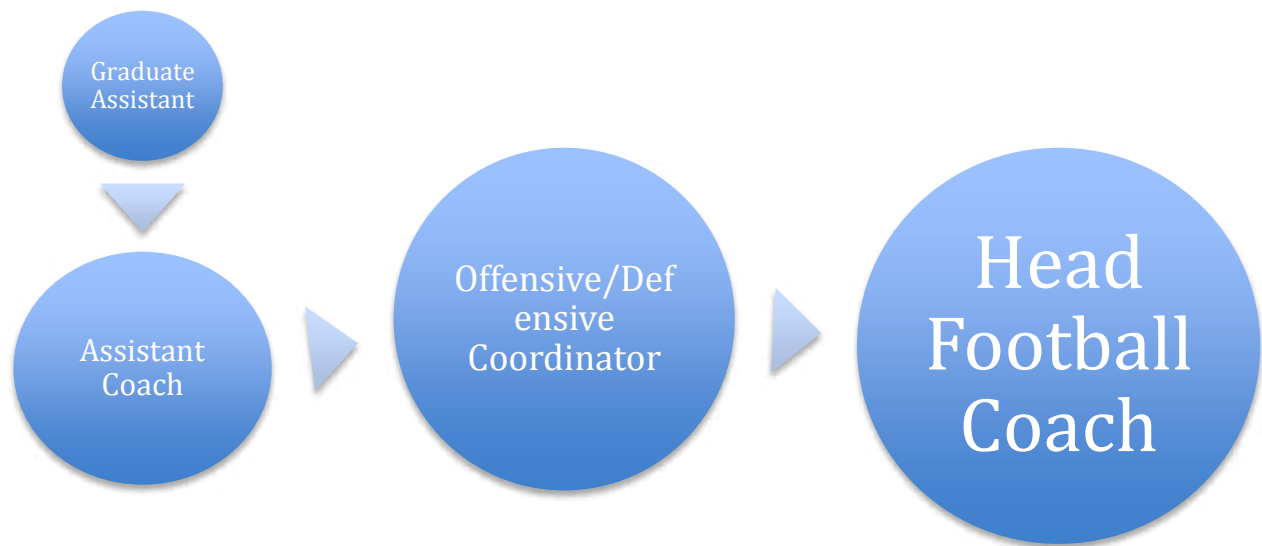 Graduate
Assistant
Assistant
Coach
Offensive/Def
ensive
Coordinator
Head
Football
Coach